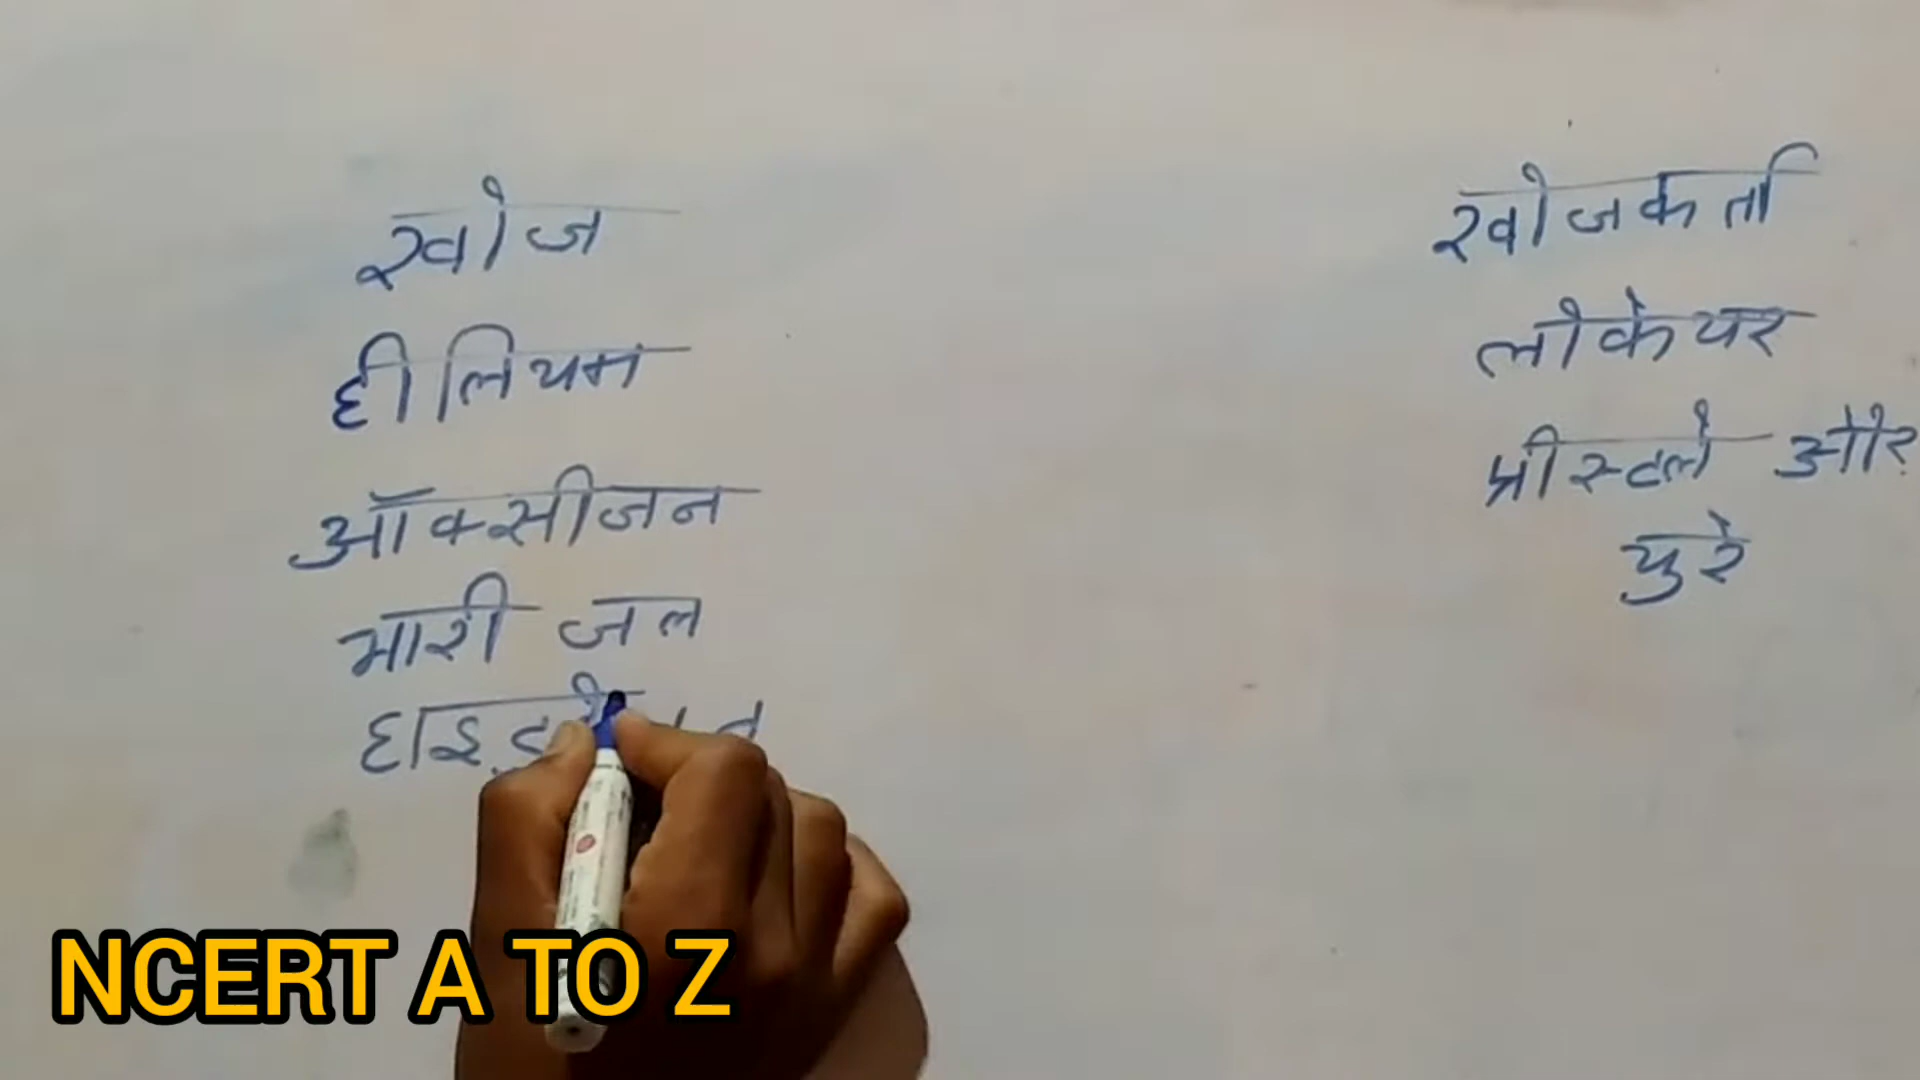 खोज खोजकर्ता
हीलियम लोकेयर
ऑक्सीजन प्रीस्टले और
भारी जल युरे
NCERT A TO Z